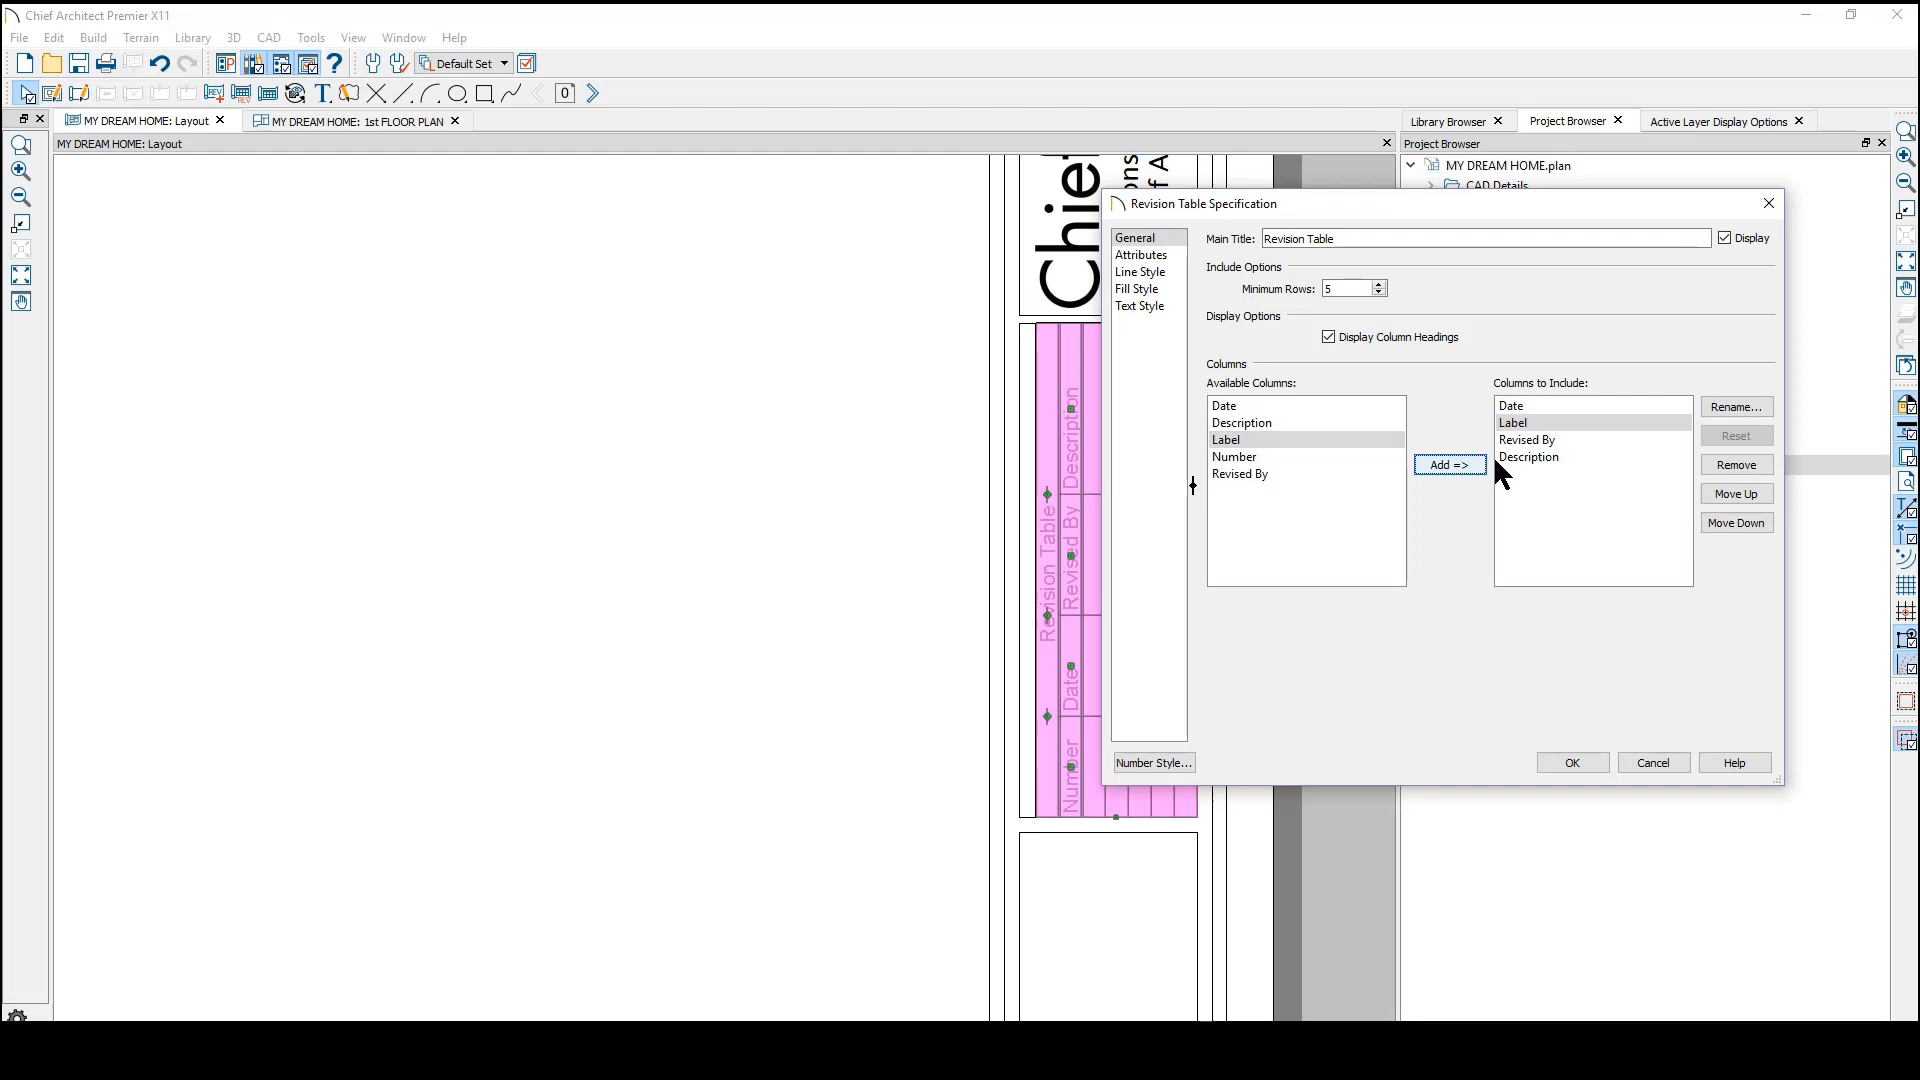 Chief Architect Premier X11
File Edit Build Terrain Library 3D CAD Tools View Window Help
Default Set
REV REV T 0
MY DREAM HOME: Layout MY DREAM HOME: 1st FLOOR PLAN Library Browser Project Browser Active Layer Display Options
MY DREAM HOME: Layout Project Browser
MY DREAM HOME.plan
CAD Details
Chief
ons
f A
Revision Table
Number Date Revised By Description
Revision Table Specification
General
Attributes
Line Style
Fill Style
Text Style
Main Title: Revision Table Display
Include Options
Minimum Rows: 5
Display Options
Display Column Headings
Columns
Available Columns:
Date
Description
Label
Number
Revised By
Add =>
Columns to Include:
Date
Label
Revised By
Description
Rename...
Reset
Remove
Move Up
Move Down
Number Style... OK Cancel Help